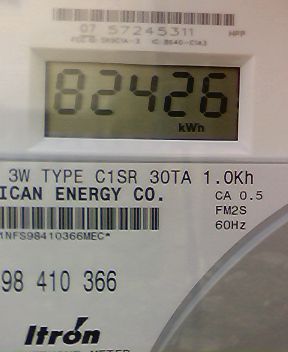 07 57245311
HPP
82426
kWh
3W TYPE C1SR 30TA 1.0Kh
ICAN ENERGY CO.
CA 0.5
FM2S
60Hz
98 410 366
Itron